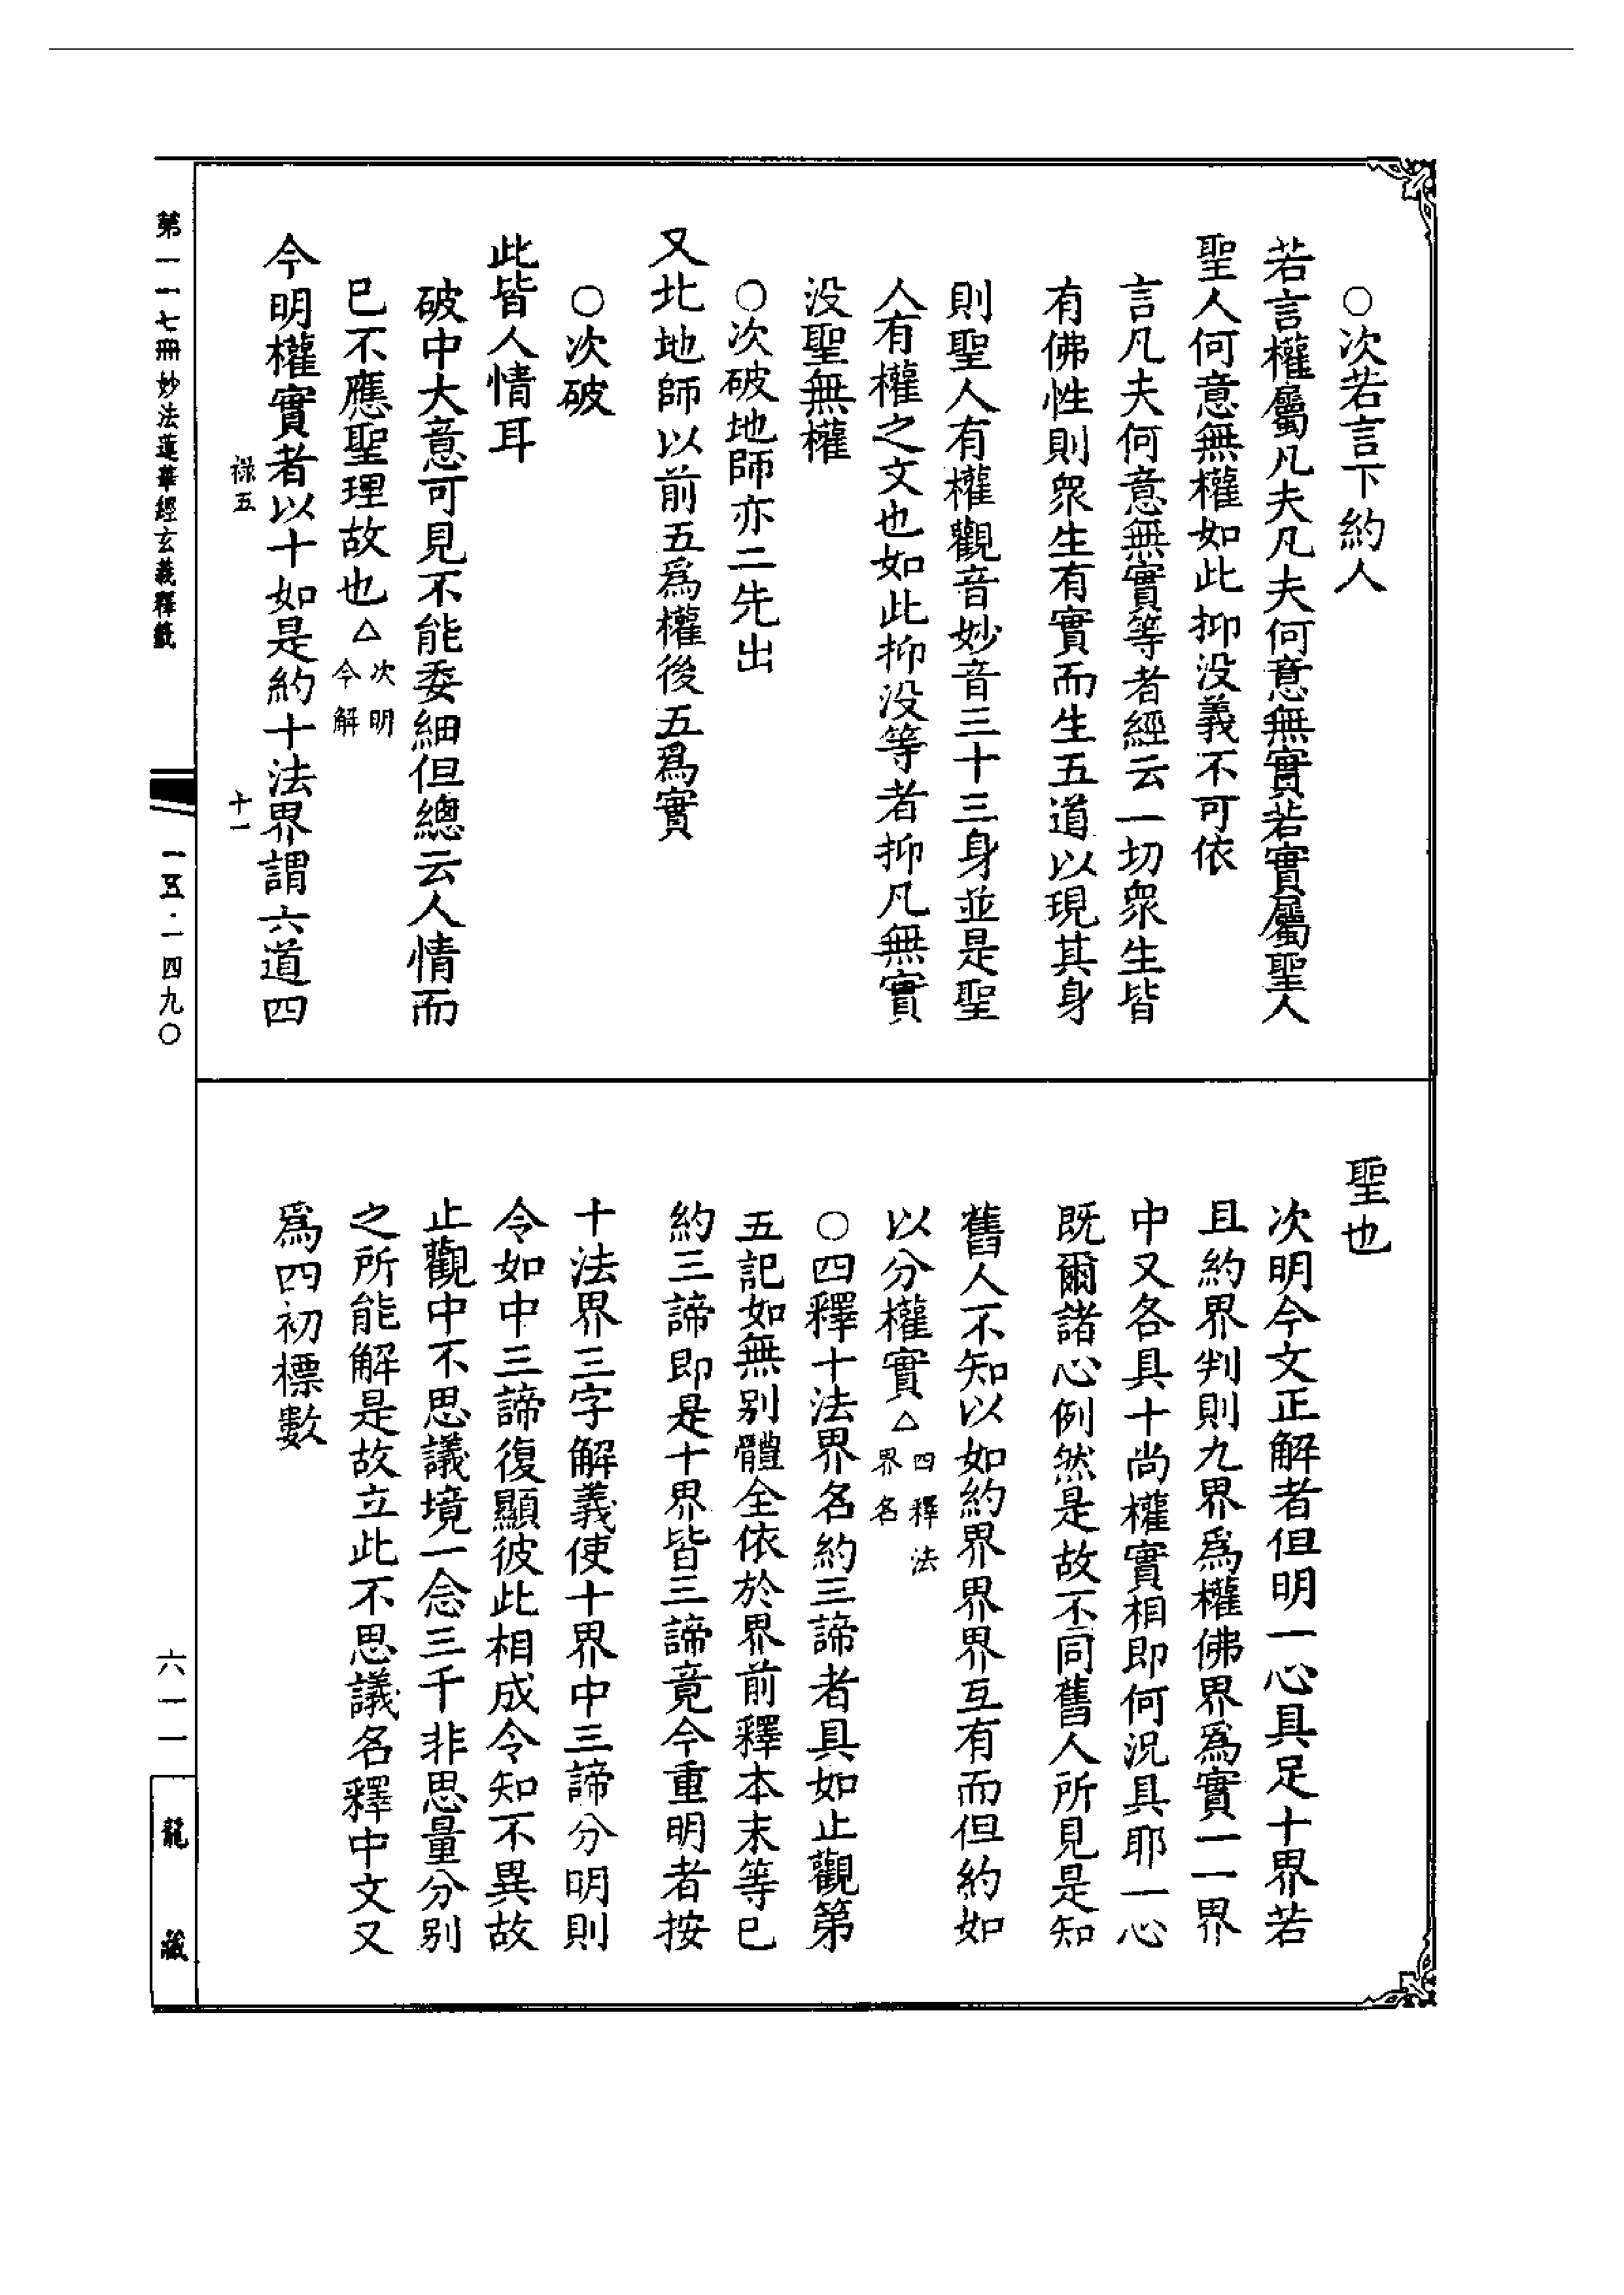 ○次若言下約人
若言權屬凡夫凡夫何意無實若實屬聖人
聖人何意無權如此抑没義不可依
言凡夫何意無實等者經云一切衆生皆
有佛性則衆生有實而生五道以現其身
則聖人有權觀音妙音三十三身並是聖
人有權之文也如此抑没等者抑凡無實
没聖無權
○次破地師亦二先出
又北地師以前五爲權後五爲實
○次破
此皆人情耳
破中大意可見不能委細但總云人情而
已不應聖理故也△次明今解
今明權實者以十如是約十法界謂六道四
祿五
十一
聖也
次明今文正解者但明一心具足十界若
且約界判則九界爲權佛界爲實一一界
中又各具十尚權實相即何況具耶一心
既爾諸心例然是故不同舊人所見是知
舊人不知以如約界界界互有而但約如
以分權實△四釋法界名
○四釋十法界名約三諦者具如止觀第
五記如無别體全依於界前釋本末等已
約三諦即是十界皆三諦竟今重明者按
十法界三字解義使十界中三諦分明則
令如中三諦復顯彼此相成令知不異故
止觀中不思議境一念三千非思量分别
之所能解是故立此不思議名釋中文又
爲四初標數
第一一七冊 妙法蓮華經玄義釋籤
一五·一四九〇
六一一
龍藏